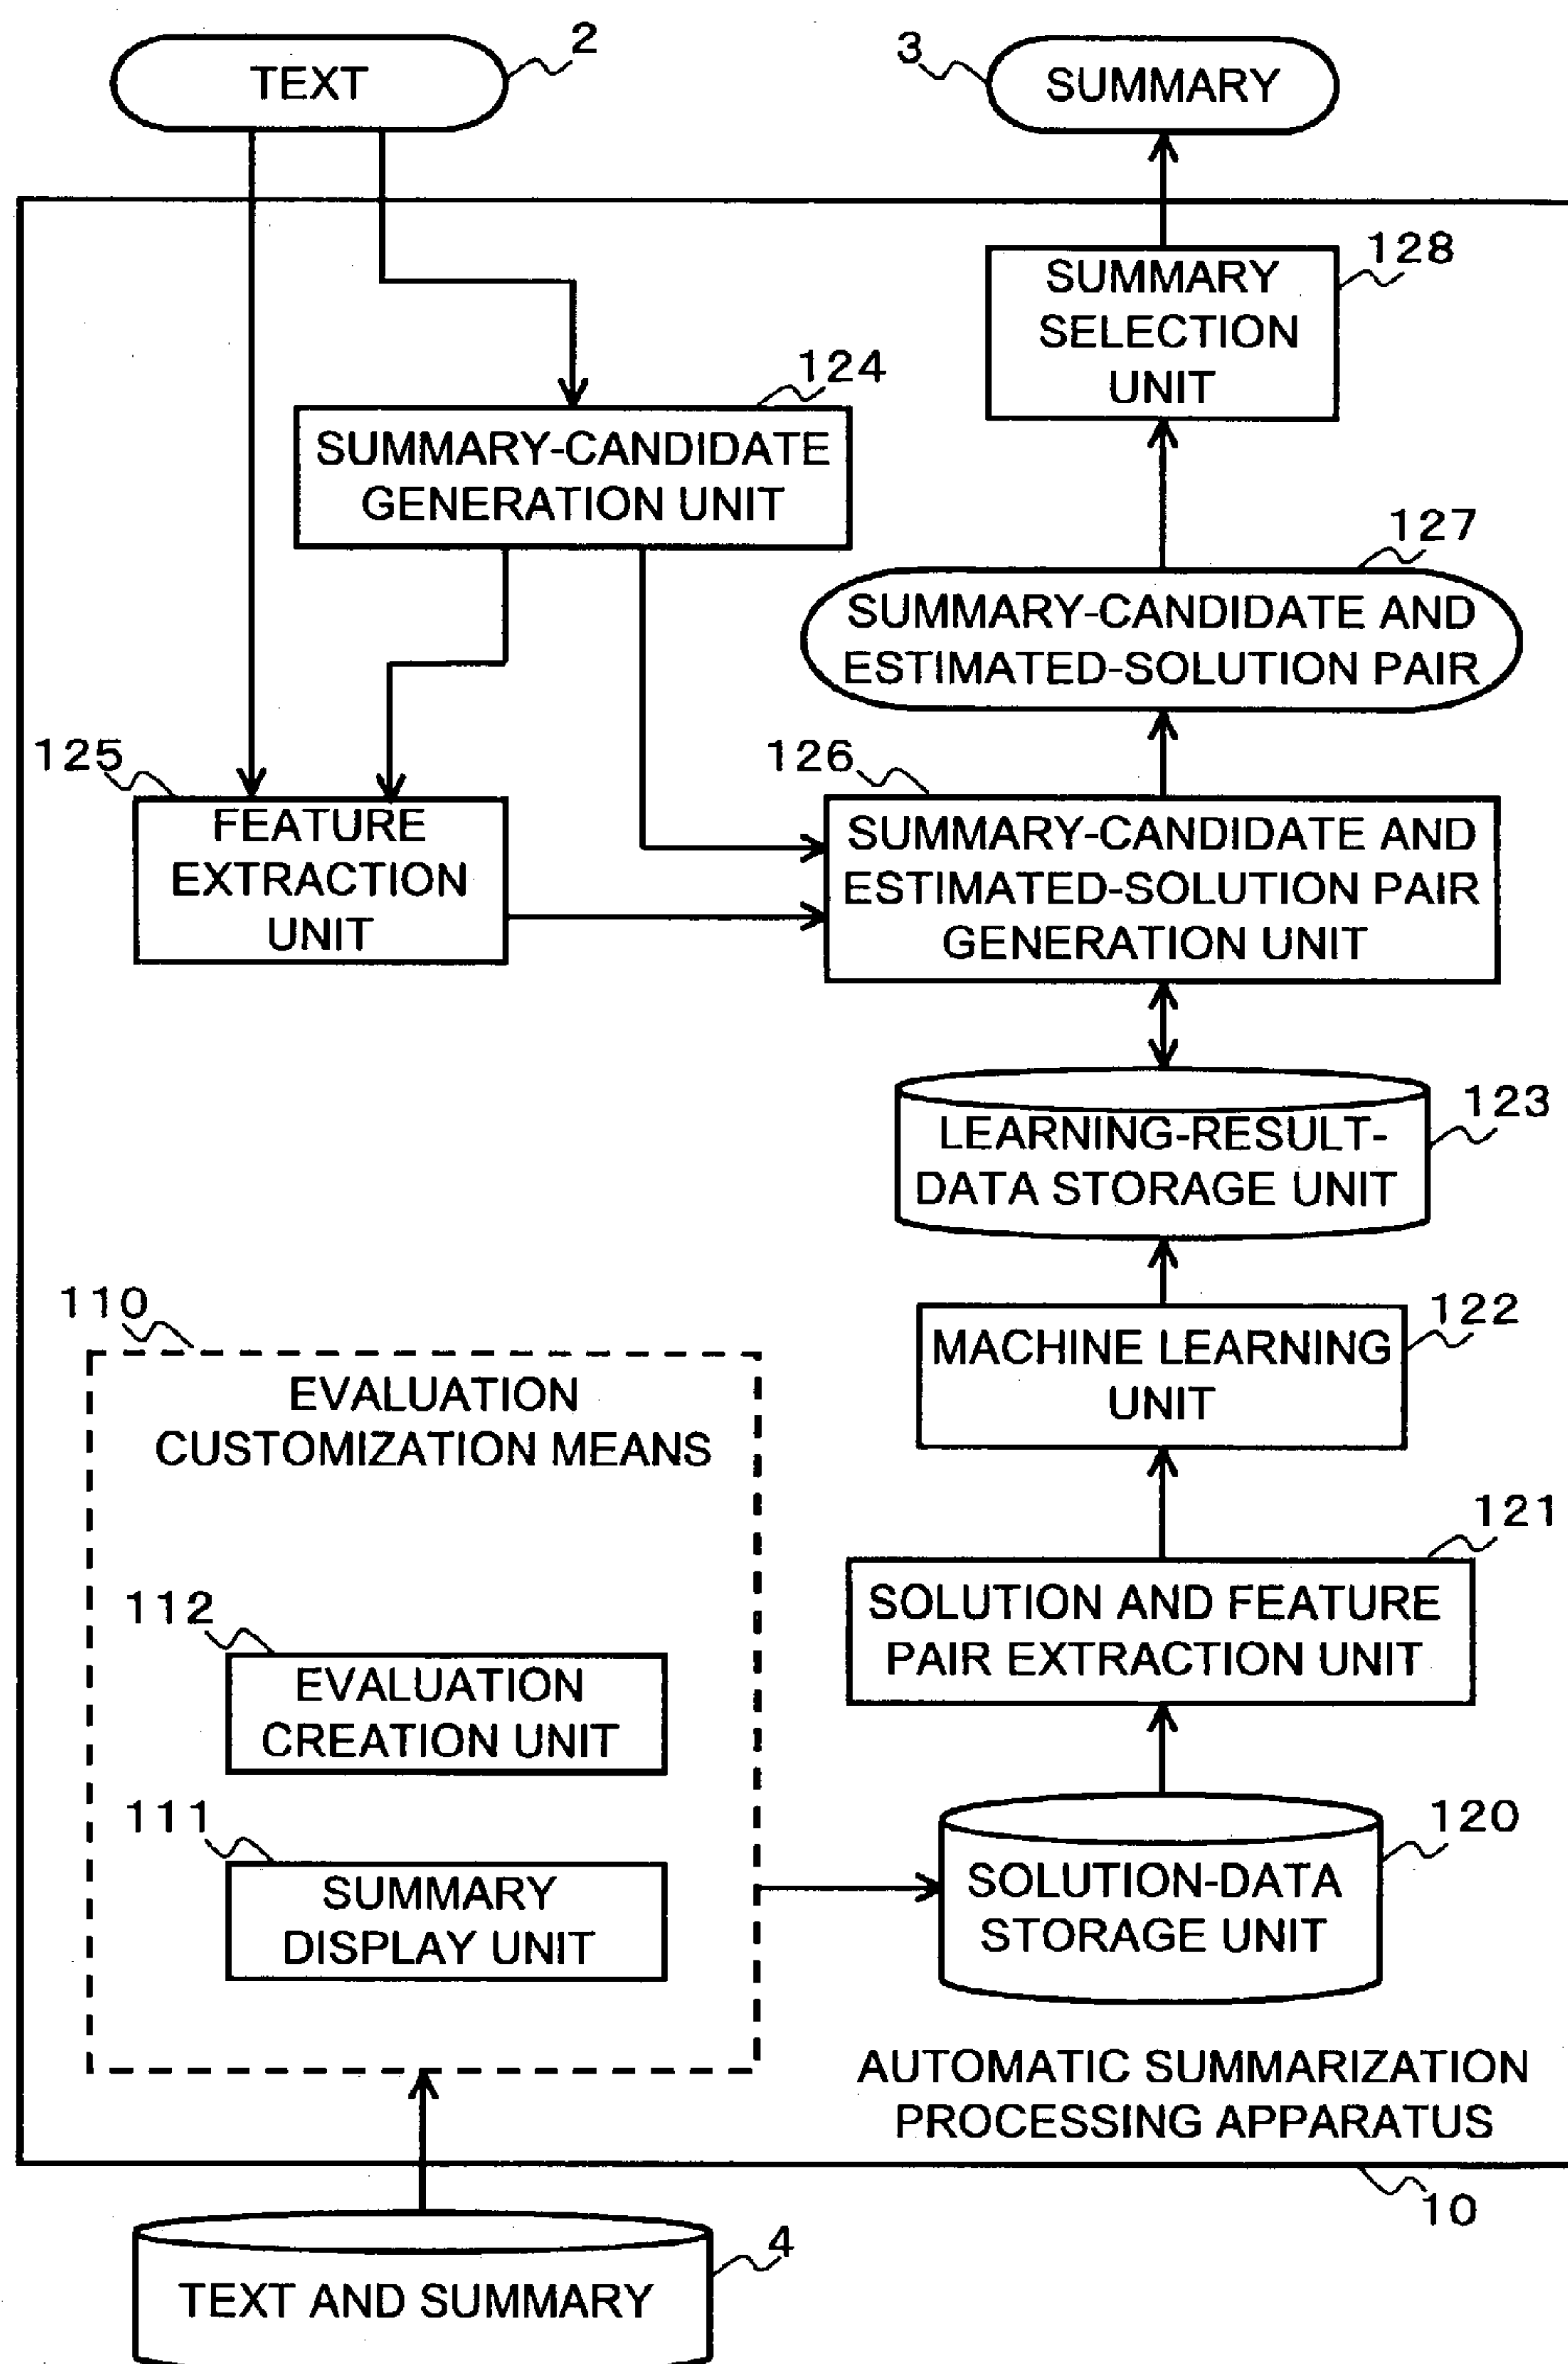 2
TEXT
3
SUMMARY
128
SUMMARY
SELECTION
UNIT
124
SUMMARY-CANDIDATE
GENERATION UNIT
127
SUMMARY-CANDIDATE AND
ESTIMATED-SOLUTION PAIR
125
FEATURE
EXTRACTION
UNIT
126
SUMMARY-CANDIDATE AND
ESTIMATED-SOLUTION PAIR
GENERATION UNIT
123
LEARNING-RESULT-
DATA STORAGE UNIT
110
EVALUATION
CUSTOMIZATION MEANS
122
MACHINE LEARNING
UNIT
121
SOLUTION AND FEATURE
PAIR EXTRACTION UNIT
112
EVALUATION
CREATION UNIT
111
SUMMARY
DISPLAY UNIT
120
SOLUTION-DATA
STORAGE UNIT
AUTOMATIC SUMMARIZATION
PROCESSING APPARATUS
10
4
TEXT AND SUMMARY